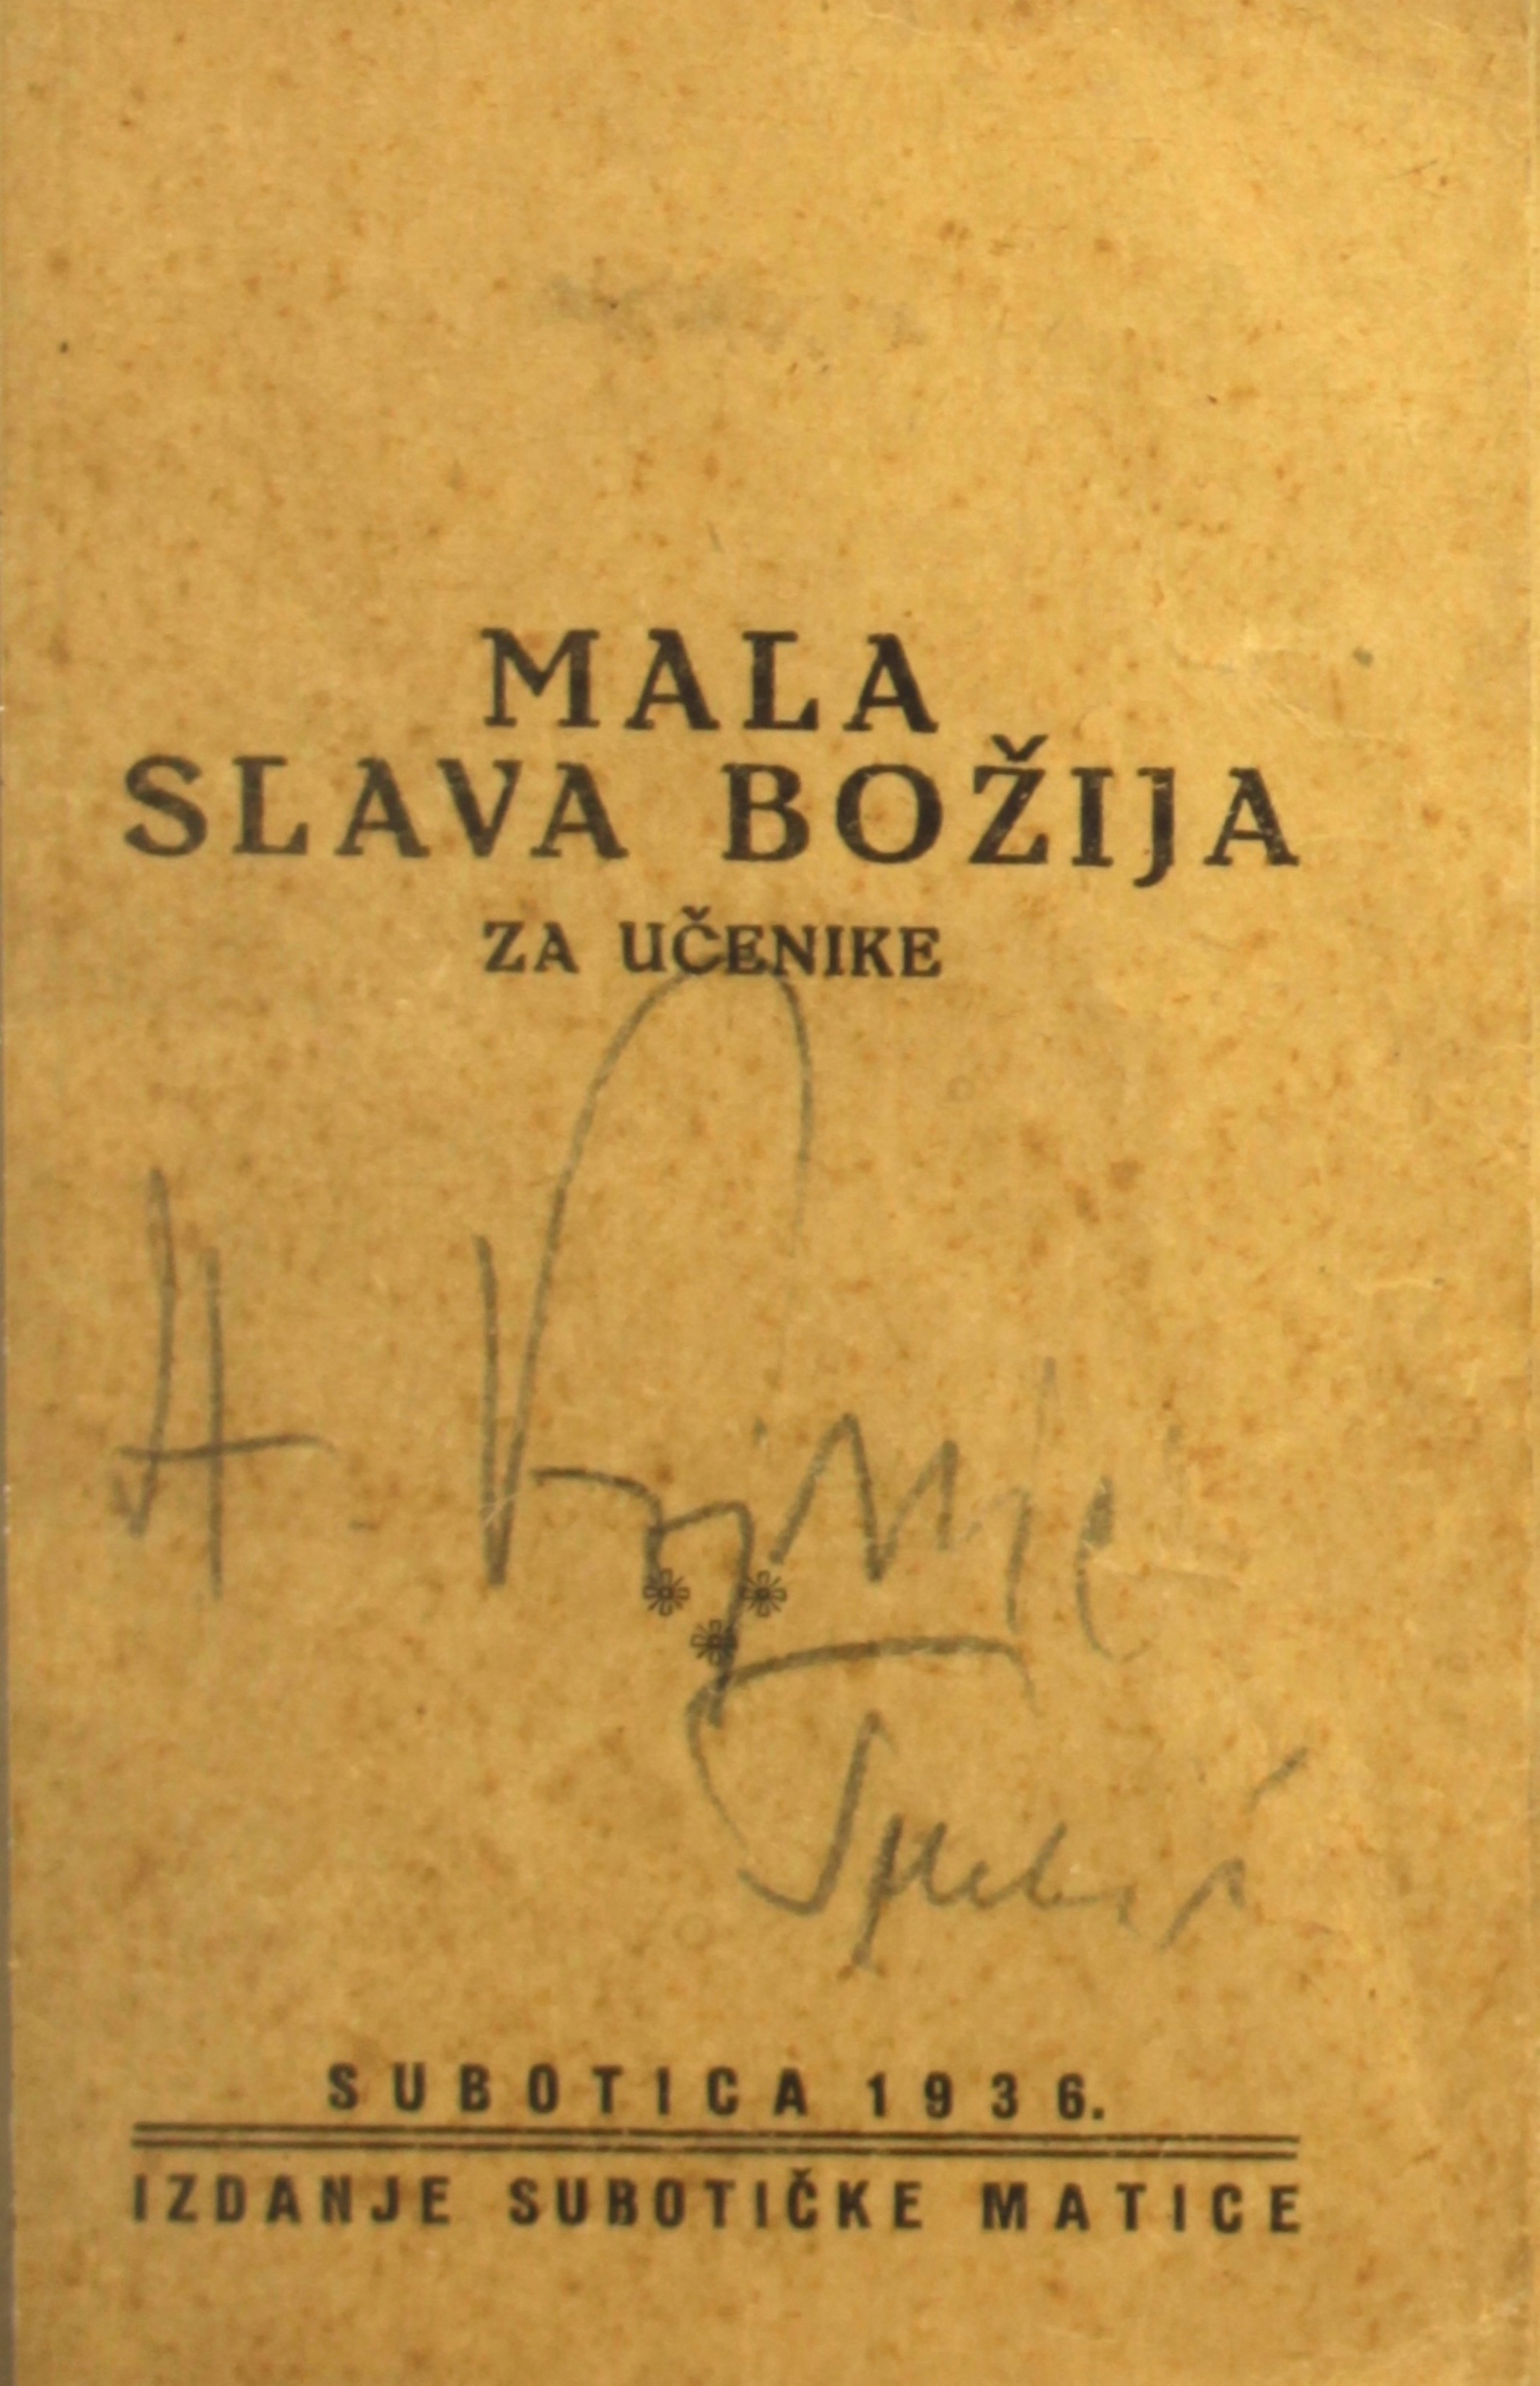 MALA
SLAVA BOŽIJA
ZA UČENIKE
SUBOTICA 1936.
IZDANJE SUBOTIČKE MATICE